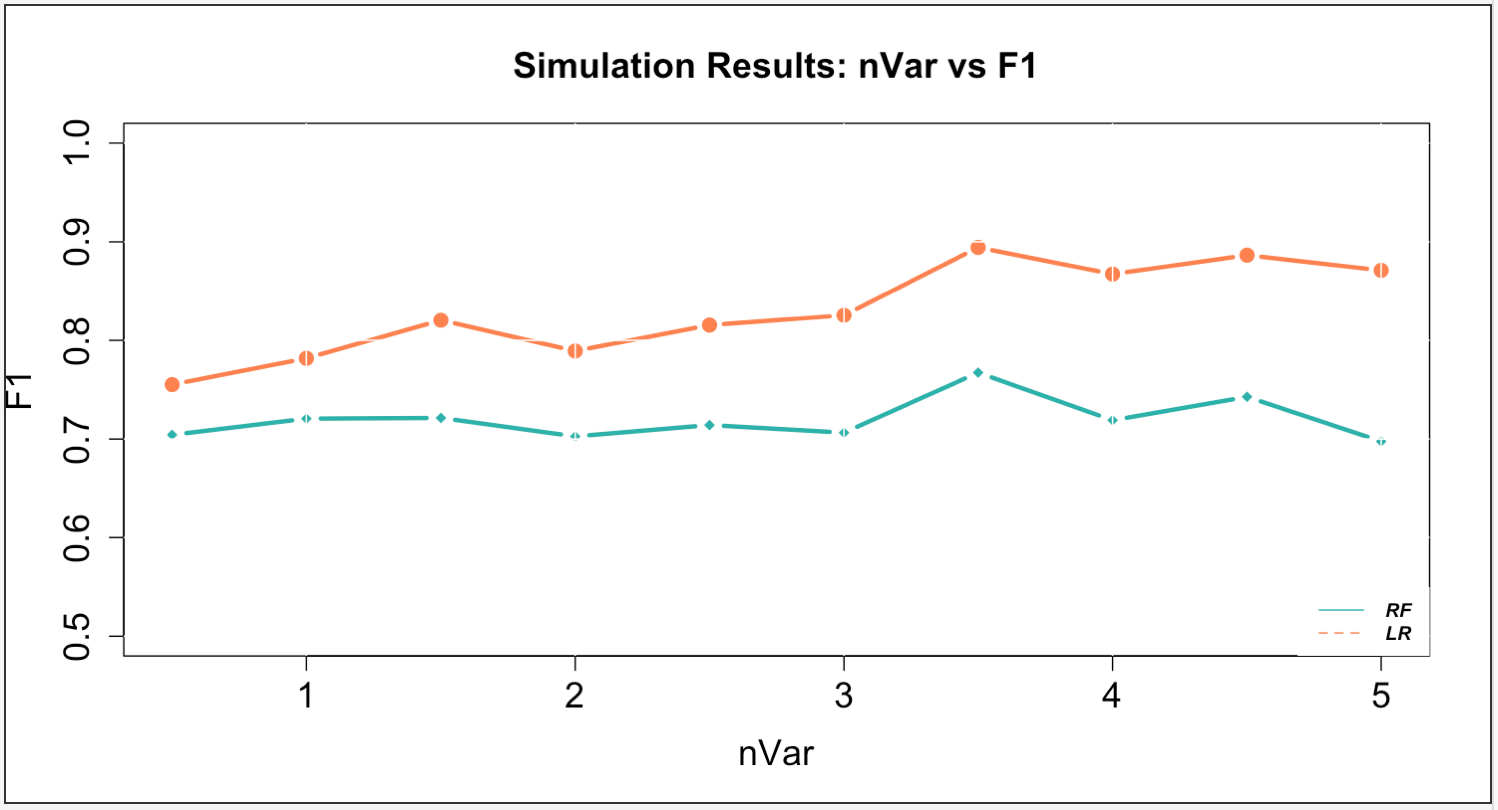 Simulation Results: nVar vs F1
1.0
0.9
0.8
0.7
0.6
0.5
F1
RF
LR
1 2 3 4 5
nVar